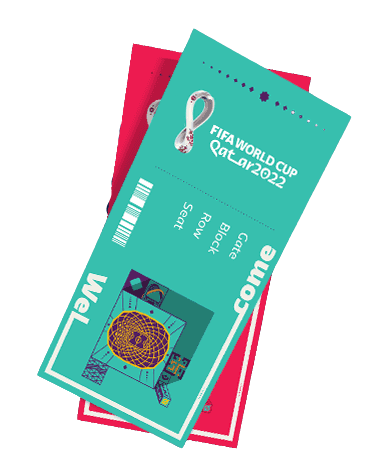 FIFA WORLD CUP
Qatar2022
Gate
Block
Row
Seat
WeL
come